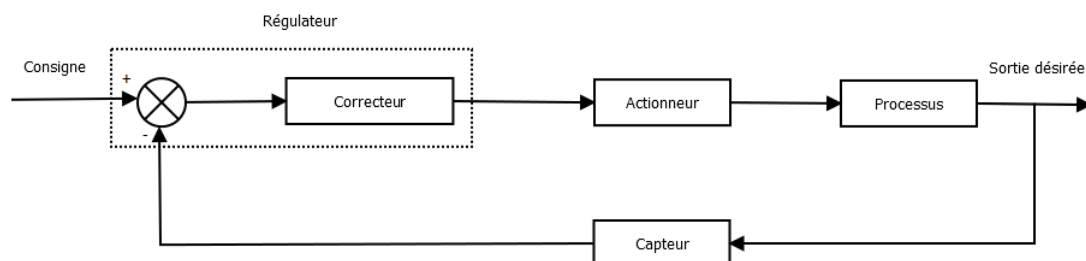 Régulateur
Consigne
Sortie désirée
+
Correcteur
Actionneur
Processus
-
Capteur